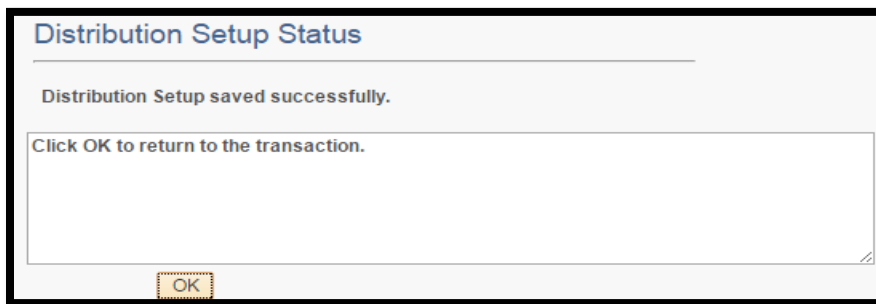 Distribution Setup Status
Distribution Setup saved successfully.
Click OK to return to the transaction.
OK